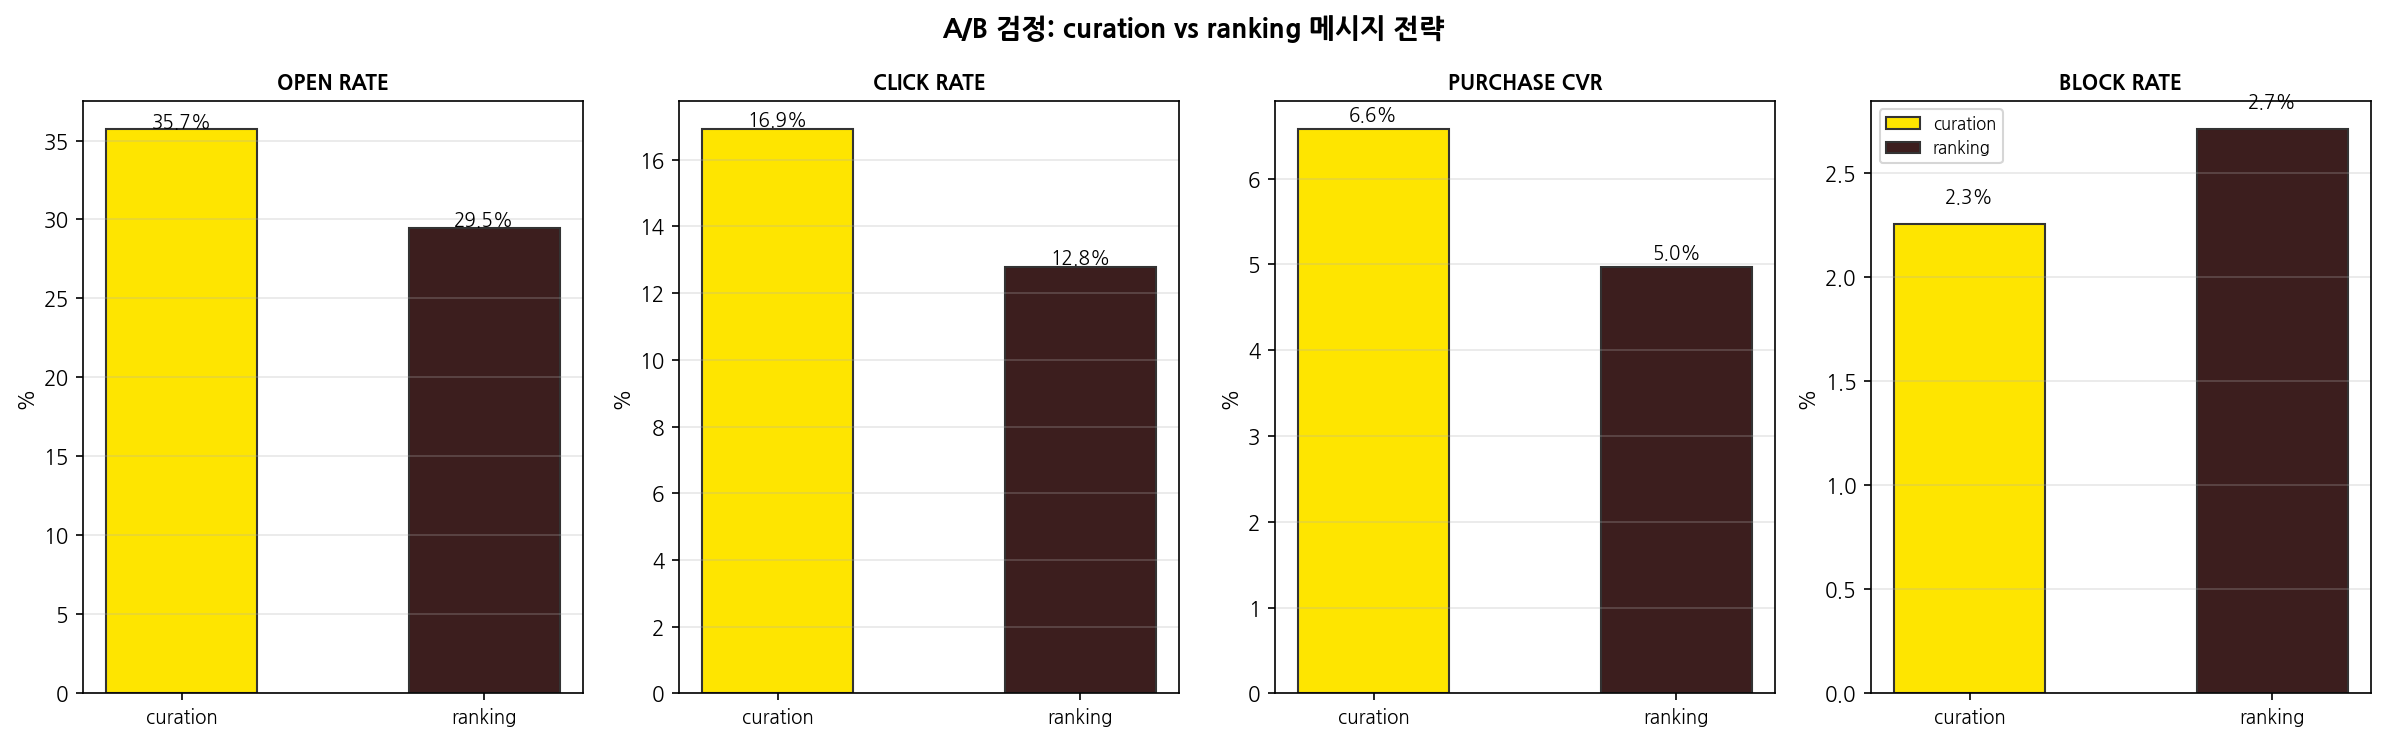 A/B 검정: curation vs ranking 메시지 전략
OPEN RATE
%
35
30
25
20
15
10
5
0
35.7%
29.5%
curation
ranking
CLICK RATE
%
16
14
12
10
8
6
4
2
0
16.9%
12.8%
curation
ranking
PURCHASE CVR
%
6
5
4
3
2
1
0
6.6%
5.0%
curation
ranking
BLOCK RATE
%
2.5
2.0
1.5
1.0
0.5
0.0
curation
ranking
2.3%
2.7%
curation
ranking